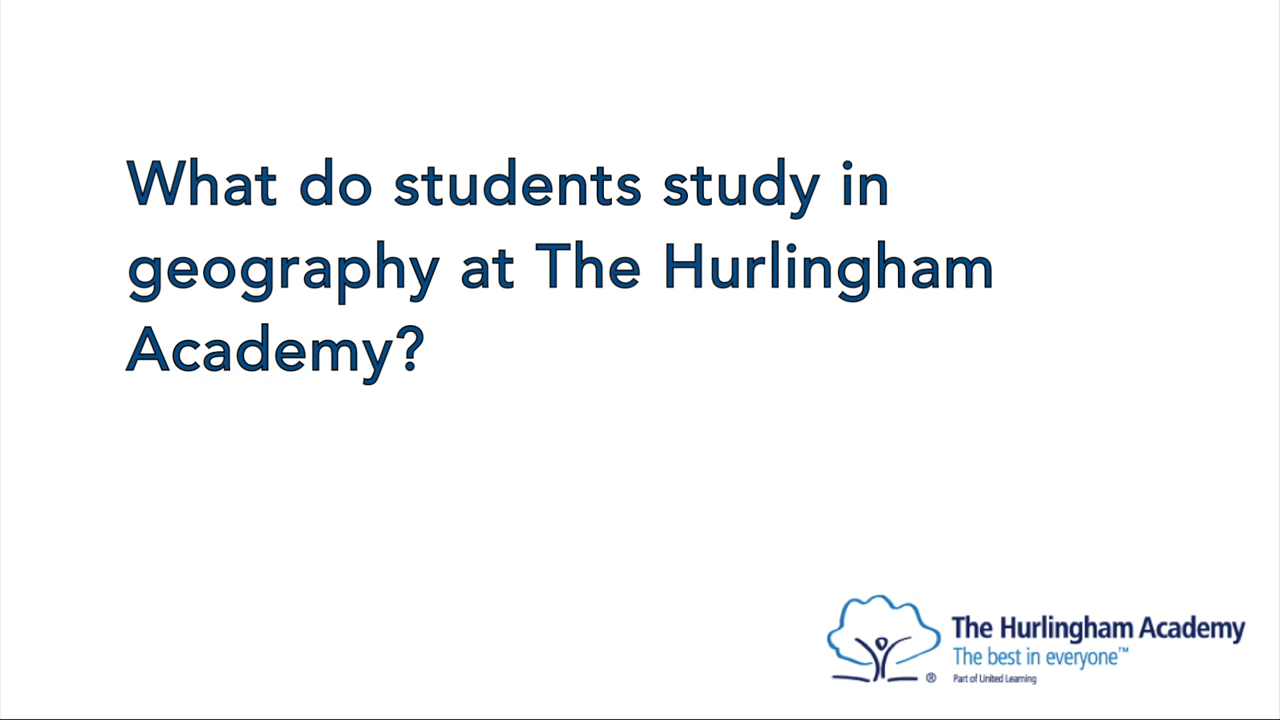 What do students study in
geography at The Hurlingham
Academy?
The Hurlingham Academy
The best in everyone™
® Part of United Learning